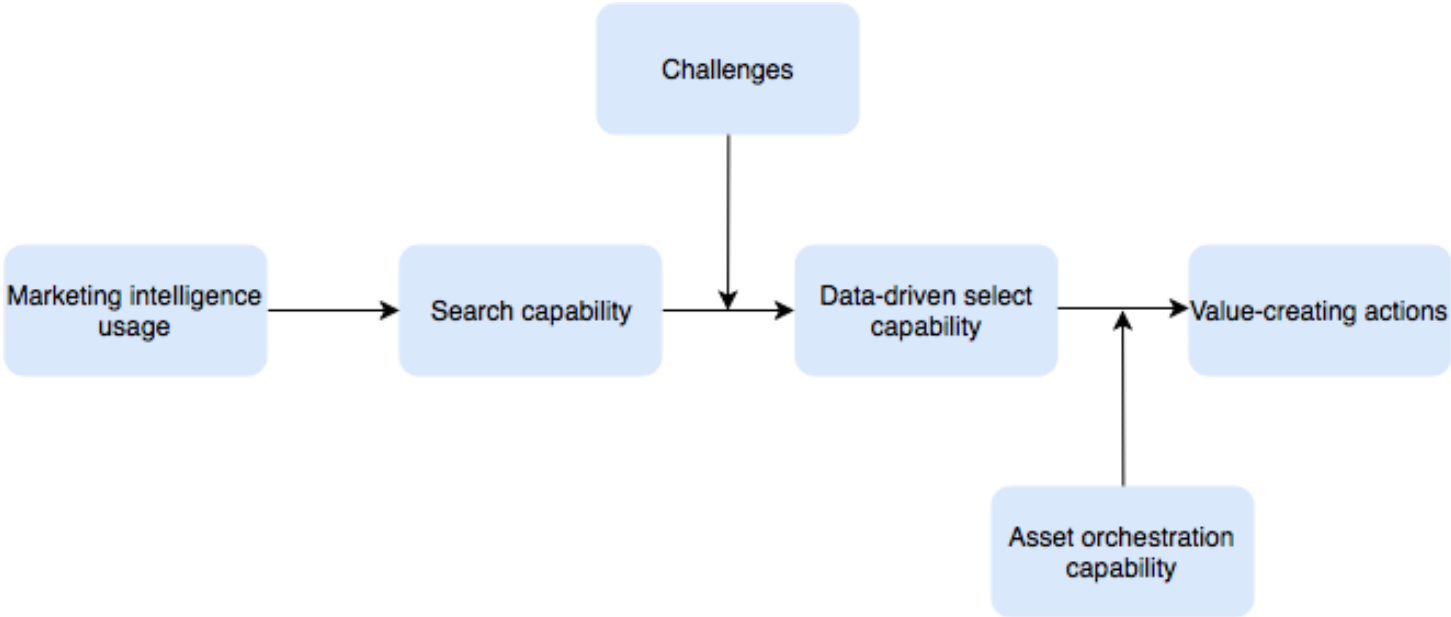 Challenges
Marketing intelligence
usage
Search capability
Data-driven select
capability
Value-creating actions
Asset orchestration
capability